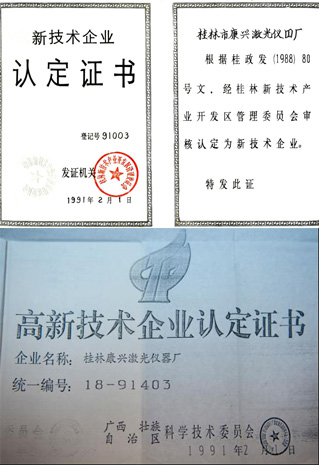 新技术企业
认定证书
登记号 91003
发证机关
1991年2月1日
桂林市康兴激光仪器厂
根据桂政发(1988)80
号文,经桂林新技术产
业开发区管理委员会审
核认定为新技术企业。
特发此证
高新技术企业认定证书
企业名称:桂林康兴激光仪器厂
统一编号:18-91403
广西 壮族
自治区 科学技术委员会
1991年2月1日